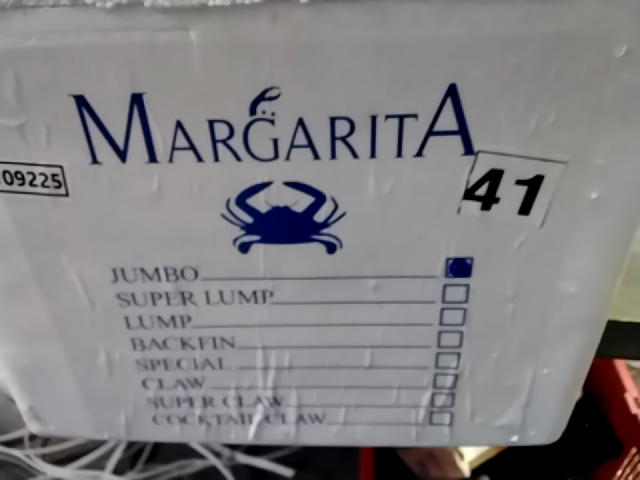 MARGARITA
09225
41
JUMBO
SUPER LUMP
LUMP
BACKFIN
SPECIAL
CLAW
SUPER CLAW
COCKTAIL CLAW